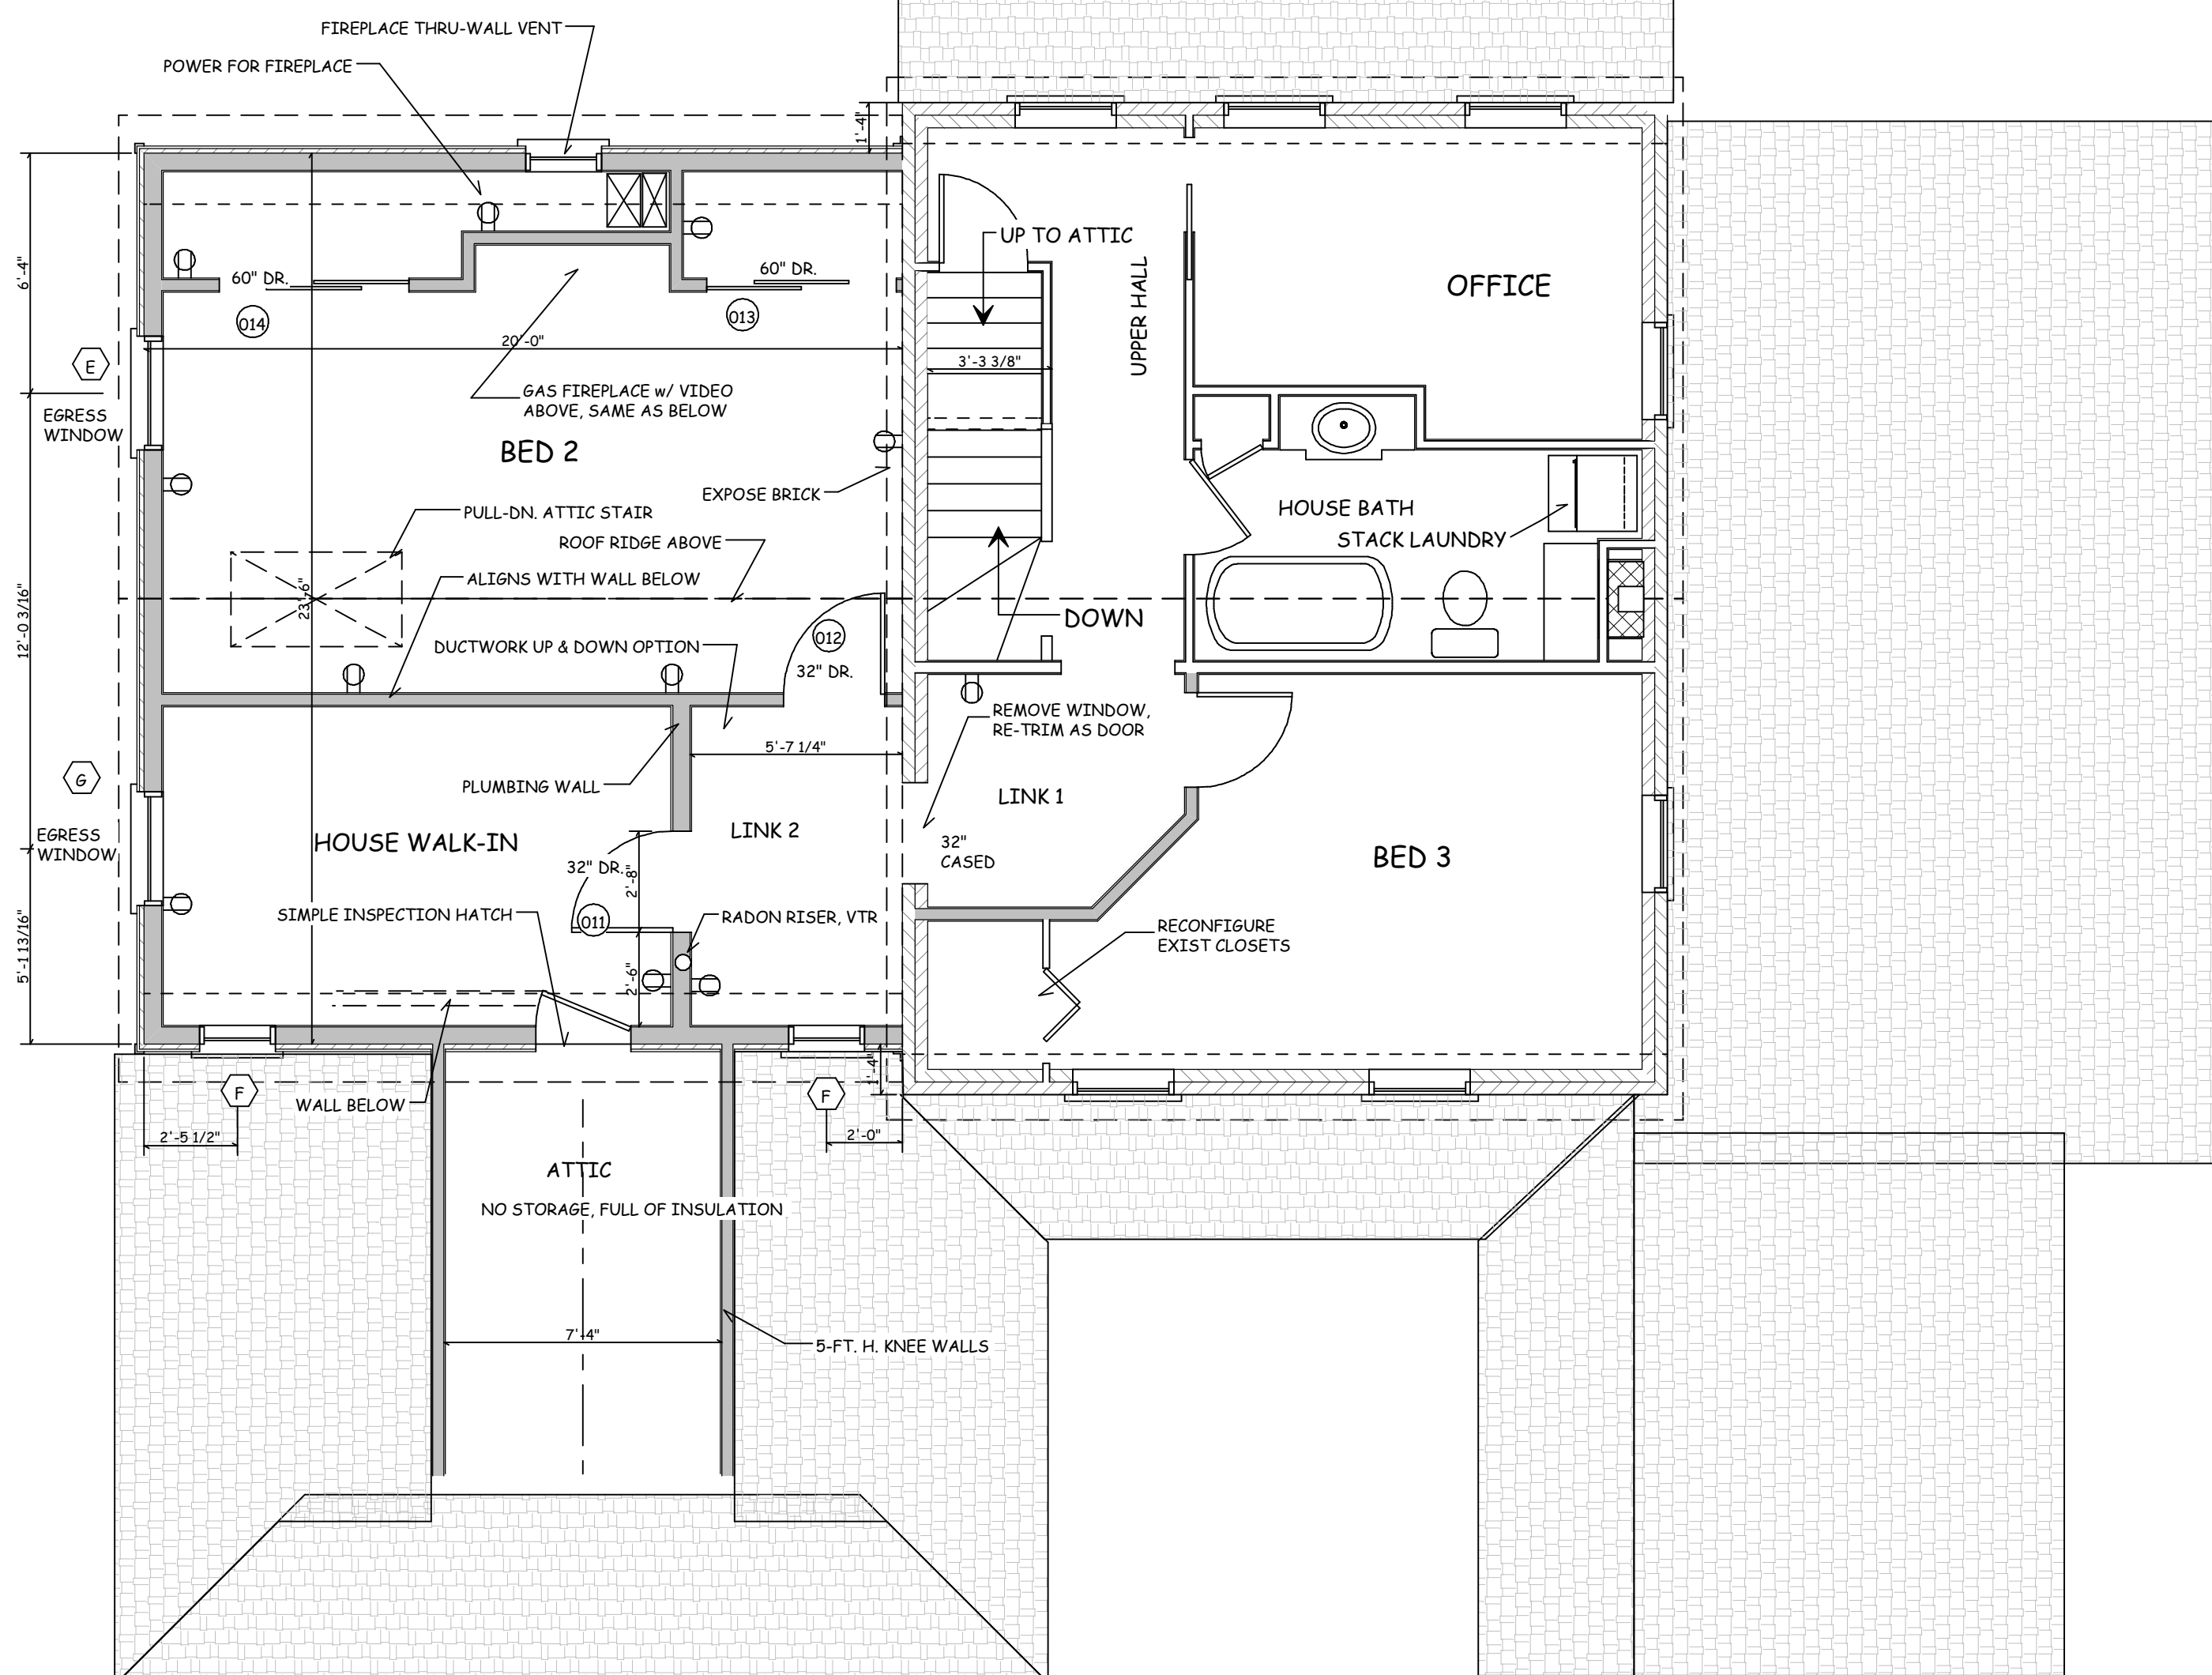 FIREPLACE THRU-WALL VENT
POWER FOR FIREPLACE
1'-4"
UP TO ATTIC
6'-4"
60" DR.
60" DR.
OFFICE
014
013
UPPER HALL
20'-0"
3'-3 3/8"
E
GAS FIREPLACE w/ VIDEO
ABOVE, SAME AS BELOW
EGRESS
WINDOW
BED 2
EXPOSE BRICK
HOUSE BATH
PULL-DN. ATTIC STAIR
STACK LAUNDRY
ROOF RIDGE ABOVE
ALIGNS WITH WALL BELOW
23'-6"
12'-0 3/16"
DOWN
012
DUCTWORK UP & DOWN OPTION
32" DR.
REMOVE WINDOW,
RE-TRIM AS DOOR
5'-7 1/4"
G
PLUMBING WALL
LINK 1
EGRESS
WINDOW
HOUSE WALK-IN
LINK 2
32"
CASED
BED 3
32" DR.
2'-8"
SIMPLE INSPECTION HATCH
011
RADON RISER, VTR
RECONFIGURE
EXIST CLOSETS
5'-1 13/16"
2'-6"
1'-4"
F
F
WALL BELOW
2'-5 1/2"
2'-0"
ATTIC
NO STORAGE, FULL OF INSULATION
7'-4"
5-FT. H. KNEE WALLS